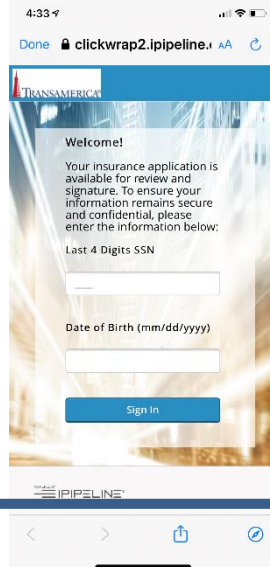 4:33
Done clickwrap2.ipipeline. AA
TRANSAMERICA
Welcome!
Your insurance application is
available for review and
signature. To ensure your
information remains secure
and confidential, please
enter the information below:
Last 4 Digits SSN
____
Date of Birth (mm/dd/yyyy)
Sign In
IPIPELINE